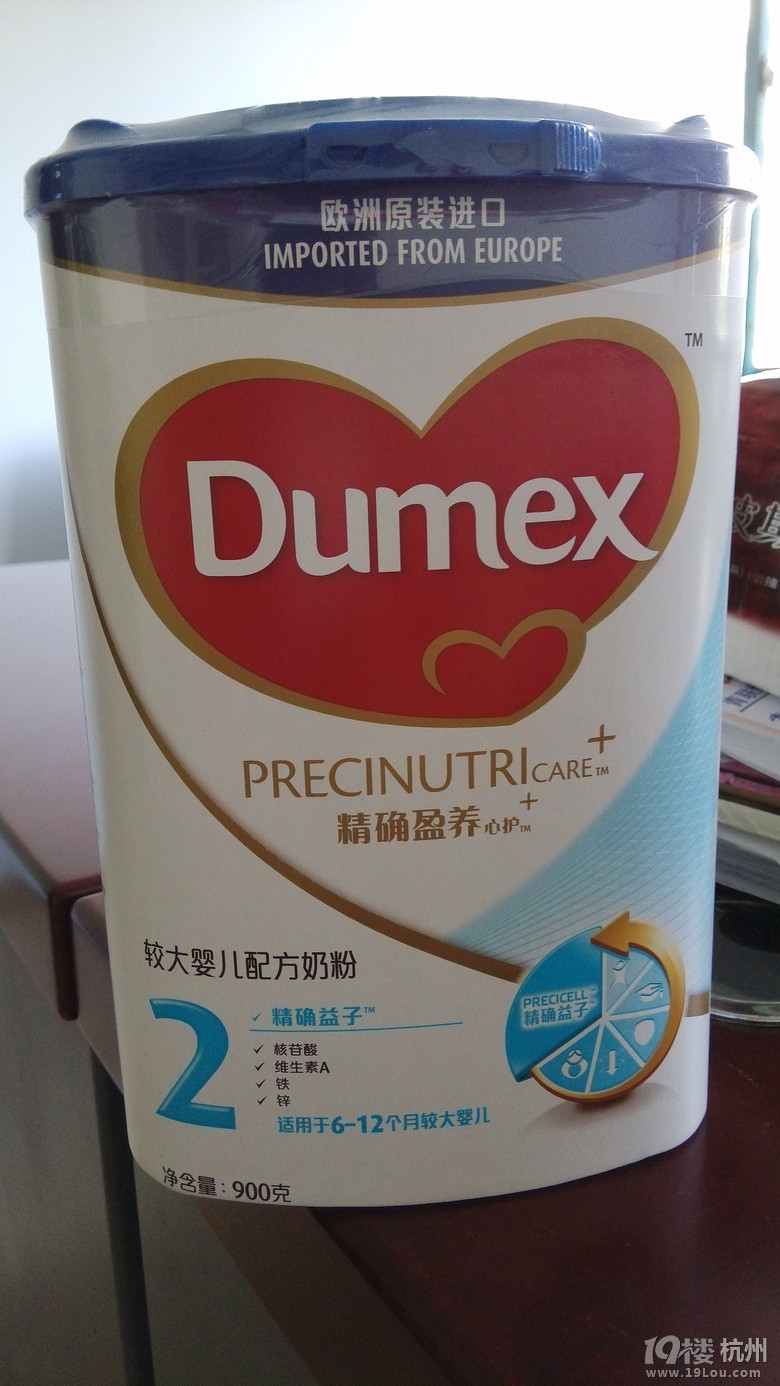 欧洲原装进口
IMPORTED FROM EUROPE
TM
Dumex
PRECINUTRI CARE+™
精确盈养心护+™
较大婴儿配方奶粉
2
✓ 精确益子™
✓ 核苷酸
✓ 维生素A
✓ 铁
✓ 锌
适用于6-12个月较大婴儿
PRECICELL™
精确益子™
净含量：900克
19楼 杭州
www.19Lou.com